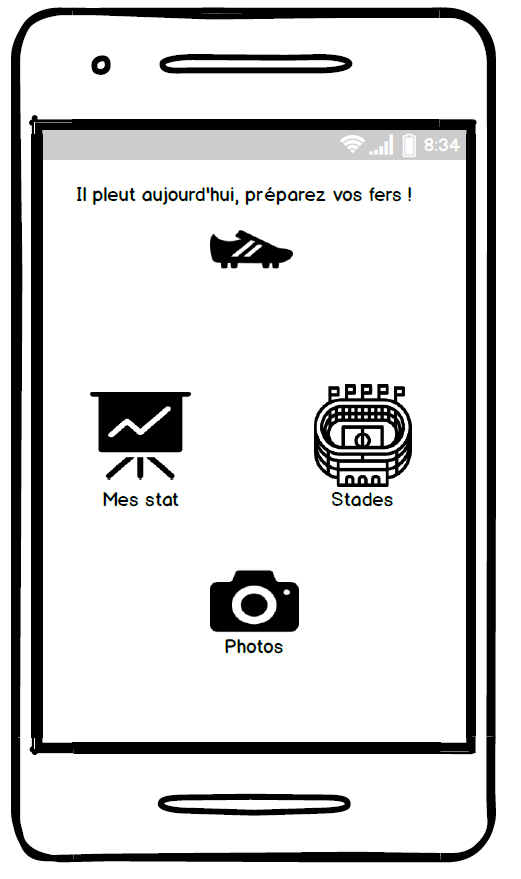 8:34
Il pleut aujourd'hui, préparez vos fers !
Mes stat
Stades
Photos